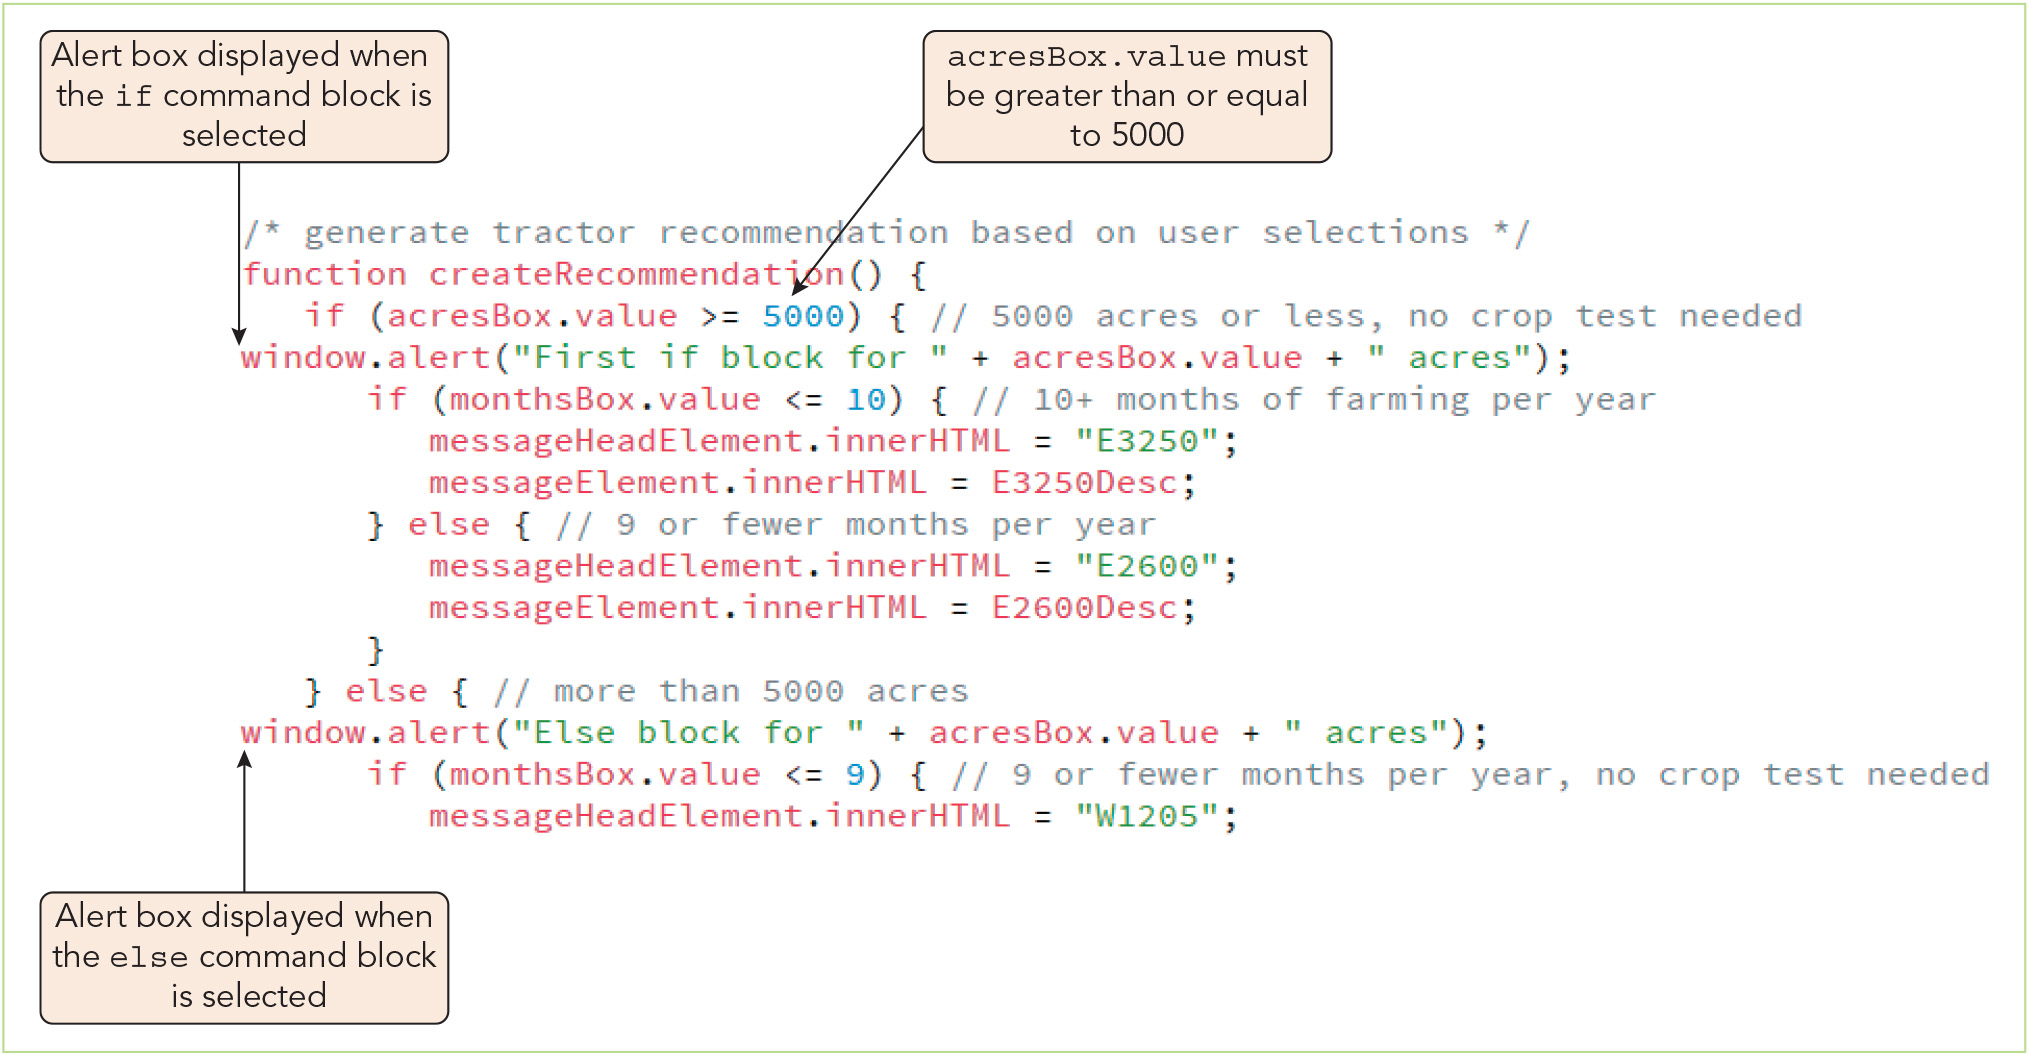 Alert box displayed when
the if command block is
selected
acresBox.value must
be greater than or equal
to 5000
/* generate tractor recommendation based on user selections */
function createRecommendation() {
if (acresBox.value >= 5000) { // 5000 acres or less, no crop test needed
window.alert("First if block for " + acresBox.value + " acres");
if (monthsBox.value <= 10) { // 10+ months of farming per year
messageHeadElement.innerHTML = "E3250";
messageElement.innerHTML = E3250Desc;
} else { // 9 or fewer months per year
messageHeadElement.innerHTML = "E2600";
messageElement.innerHTML = E2600Desc;
}
} else { // more than 5000 acres
window.alert("Else block for " + acresBox.value + " acres");
if (monthsBox.value <= 9) { // 9 or fewer months per year, no crop test needed
messageHeadElement.innerHTML = "W1205";
Alert box displayed when
the else command block
is selected